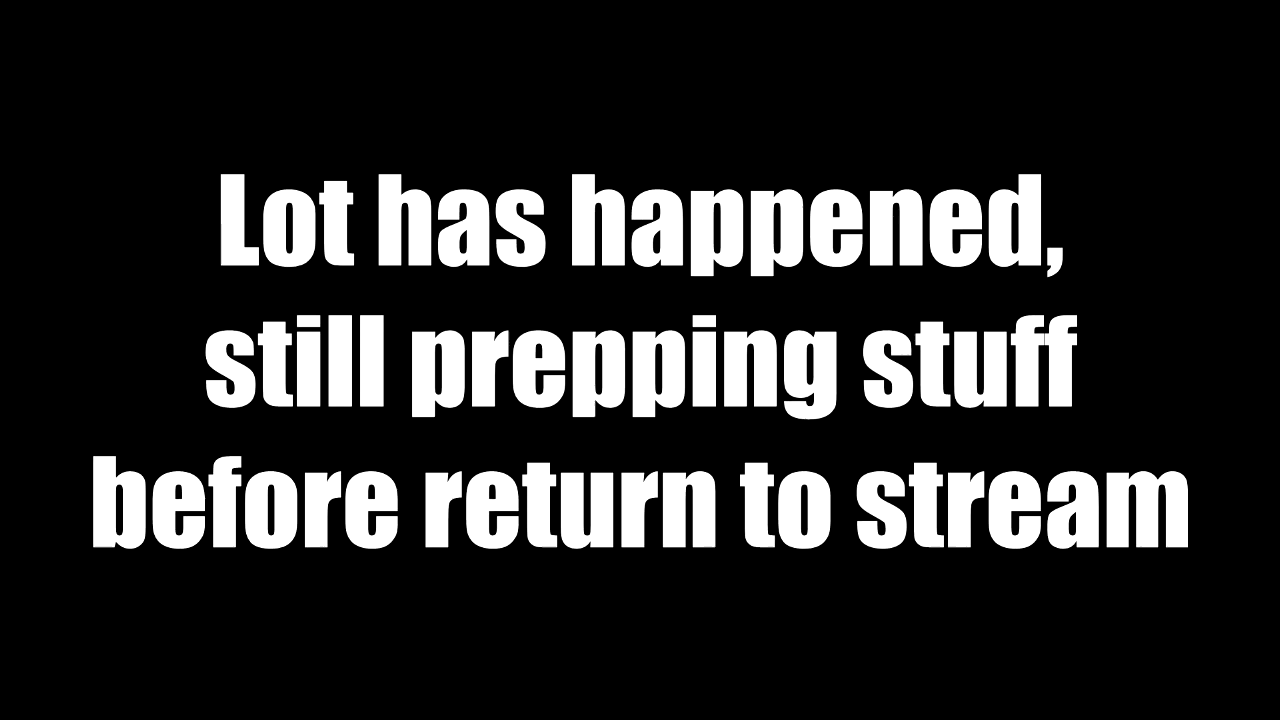 Lot has happened,
still prepping stuff
before return to stream